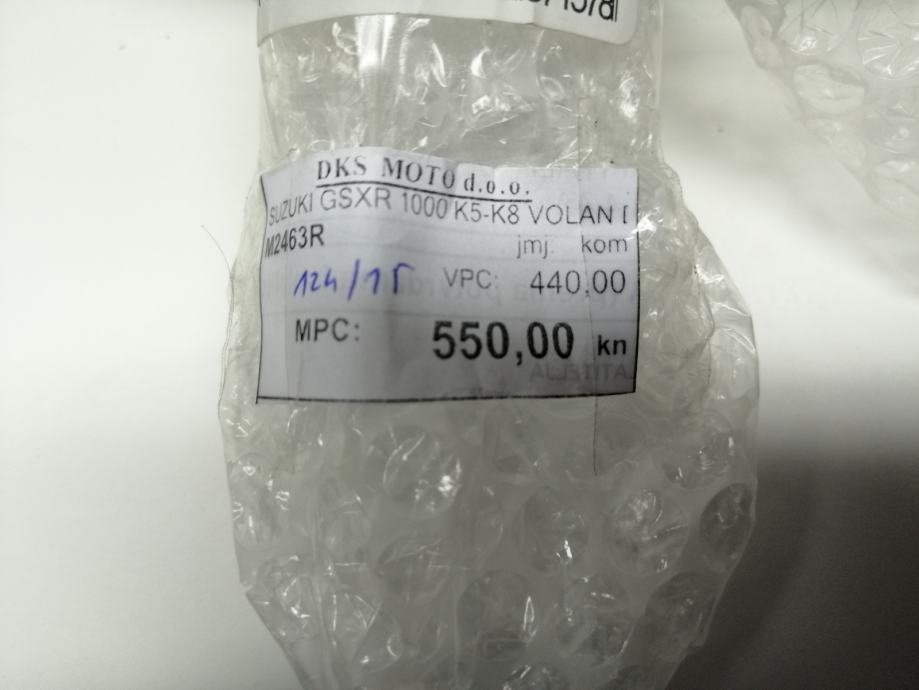 DKS MOTO d.o.o.
SUZUKI GSXR 1000 K5-K8 VOLAN
M2463R jmj. kom
124/15 VPC: 440,00
MPC: 550,00 kn